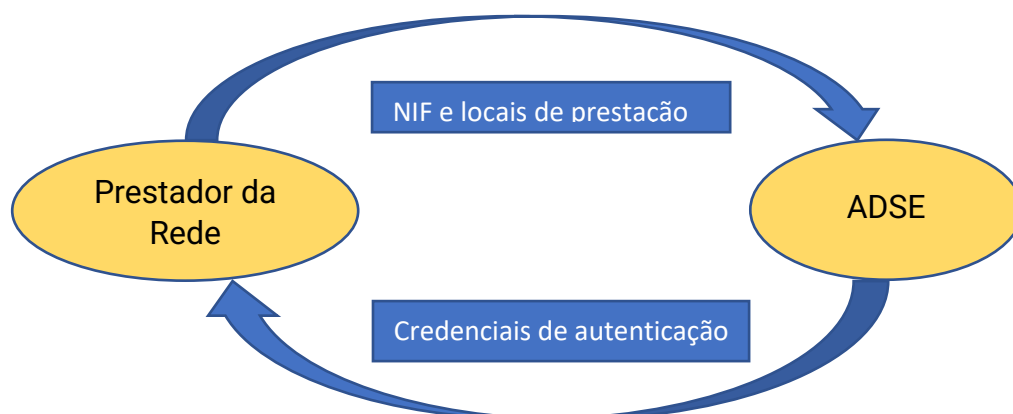 NIF e locais de prestação
Prestador da
Rede
ADSE
Credenciais de autenticação